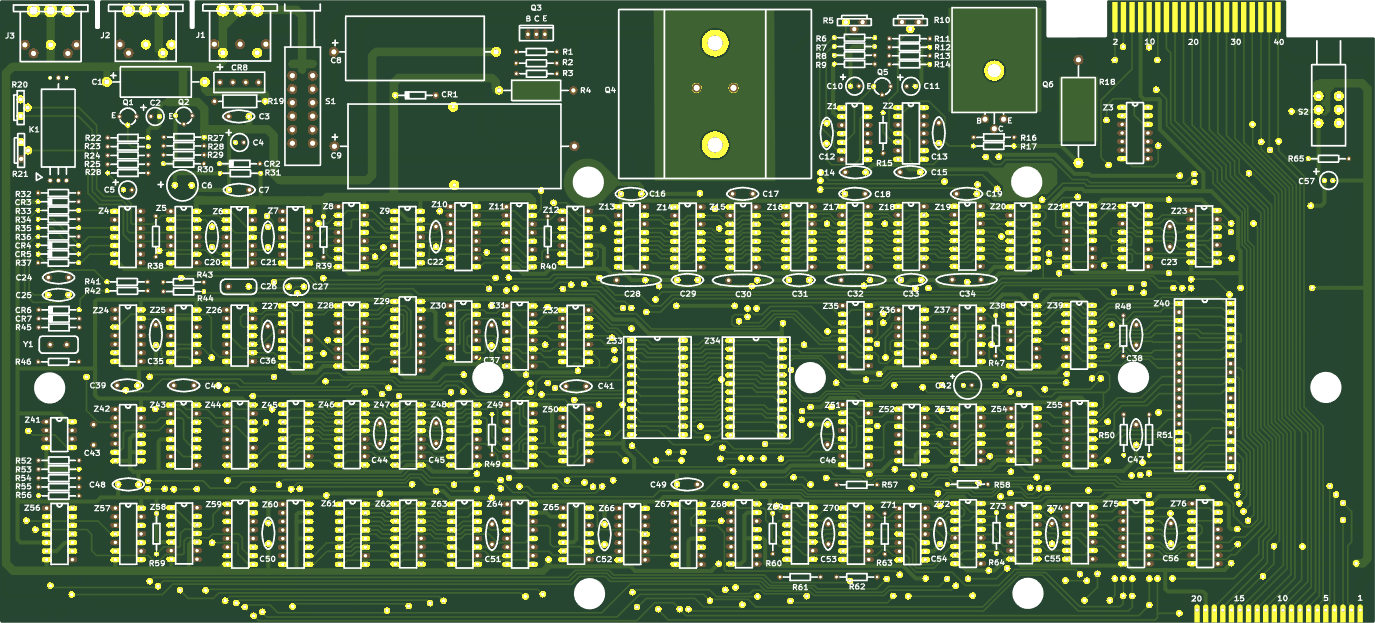 J3 J2 J1 Q3
B C E
R5 R10
2 10 20 30 40
R1 R6 R11
R7 R12
C8 R2 R8 R13
R3 R9 R14
C1 CR8
R20 R4 Q4 C10 E Q5 C11 Q6 R18
CR1
R19 S1
Q1 C2 Q2 Z1 Z2 Z3
S2
E E C3 B E
C
K1 R22 R27 C4 R16
R23 R28 C9 R17
R24 R29 C12 R15 C13
R21 R25 R30 CR2 R65
R28 R31 C14 C15
C5 C6 C7 C57
R32 C16 C17 C18 C19
CR3 Z4 Z5 Z6 Z7 Z8 Z9 Z10 Z11 Z12 Z13 Z14 Z15 Z16 Z17 Z18 Z19 Z20 Z21 Z22 Z23
R33
R34
R35
R36
CR4
CR5 C20 C21 C22 C23
R37 R38 R39 R40
C24 R41 R43
R42 R44 C26 C27 C28 C29 C30 C31 C32 C33 C34
C25
CR6 Z24 Z25 Z26 Z27 Z28 Z29 Z30 Z31 Z32 Z35 Z36 Z37 Z38 Z39 R48 Z40
CR7
R45
Y1 Z33 Z34
R46 C35 C36 C37 R47 C38
C39 C40 C41 C42
Z41 Z42 Z43 Z44 Z45 Z46 Z47 Z48 Z49 Z50 Z51 Z52 Z53 Z54 Z55
R50 R51
C43 C44 C45 R49 C46 C47
R52
R53
R54
R55 C48 C49 R57 R58
R56
Z56 Z57 Z58 Z59 Z60 Z61 Z62 Z63 Z64 Z65 Z66 Z67 Z68 Z69 Z70 Z71 Z72 Z73 Z74 Z75 Z76
R59 C50 C51 C52 R60 C53 R63 C54 R64 C55 C56
R61 R62
20 15 10 5 1